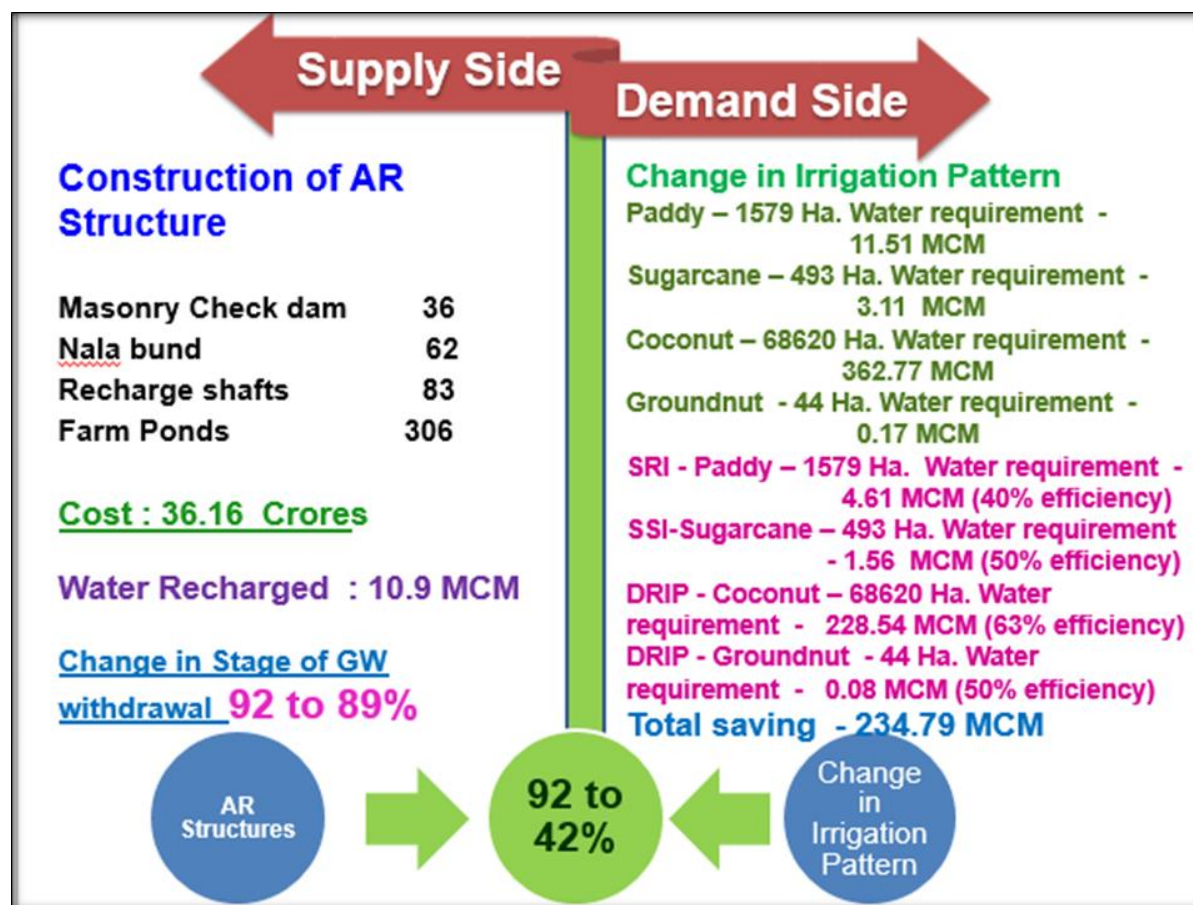 Supply Side
Demand Side
Construction of AR
Structure
Masonry Check dam 36
Nala bund 62
Recharge shafts 83
Farm Ponds 306
Cost : 36.16 Crores
Water Recharged : 10.9 MCM
Change in Stage of GW
withdrawal 92 to 89%
Change in Irrigation Pattern
Paddy – 1579 Ha. Water requirement -
11.51 MCM
Sugarcane – 493 Ha. Water requirement -
3.11 MCM
Coconut – 68620 Ha. Water requirement -
362.77 MCM
Groundnut - 44 Ha. Water requirement -
0.17 MCM
SRI - Paddy – 1579 Ha. Water requirement -
4.61 MCM (40% efficiency)
SSI-Sugarcane – 493 Ha. Water requirement
- 1.56 MCM (50% efficiency)
DRIP - Coconut – 68620 Ha. Water
requirement - 228.54 MCM (63% efficiency)
DRIP - Groundnut - 44 Ha. Water
requirement - 0.08 MCM (50% efficiency)
Total saving - 234.79 MCM
AR
Structures
92 to
42%
Change
in
Irrigation
Pattern